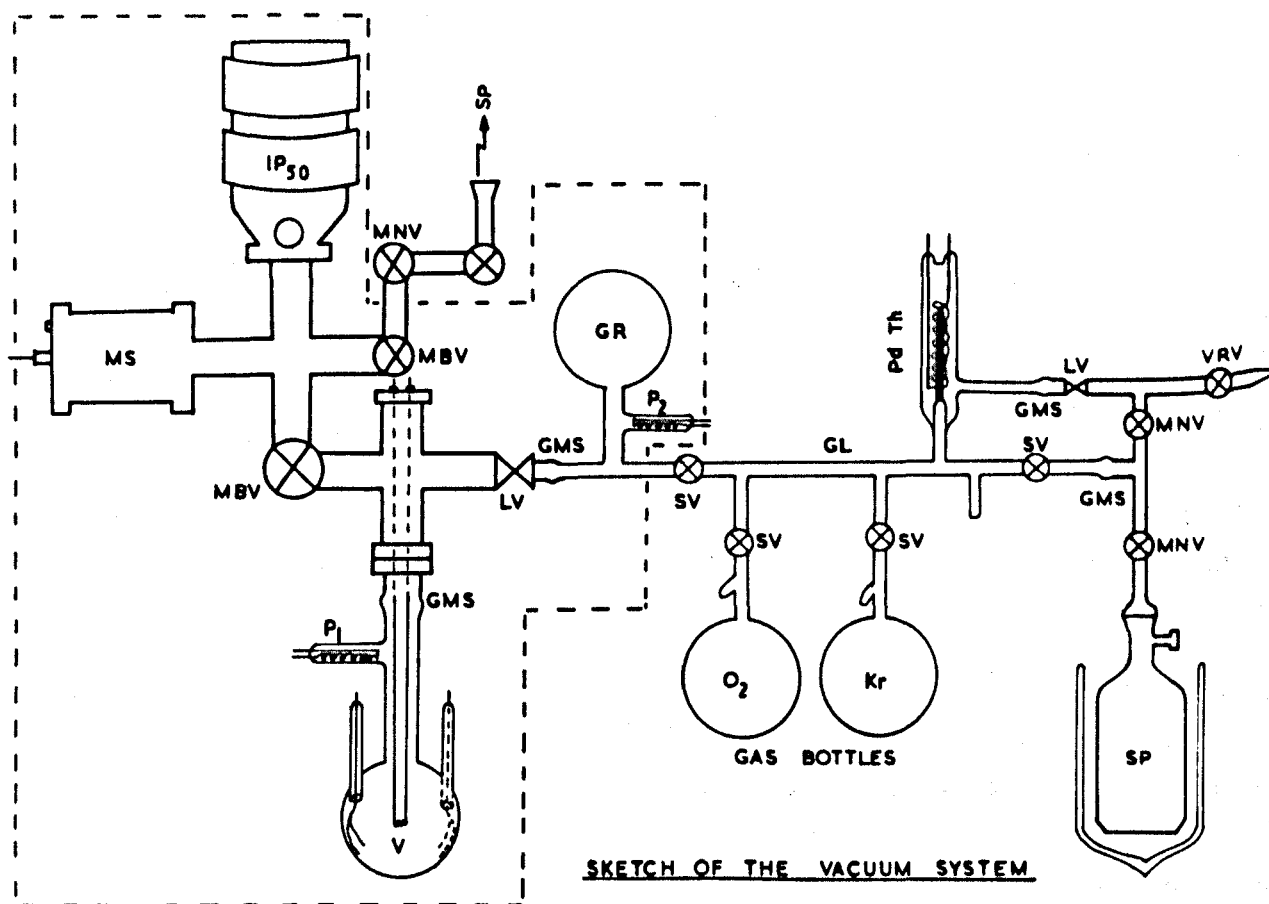 SP
IP50
MNV
MS
MBV
GR
Pd Th
LV
VRV
P2
GMS
MNV
GMS
GL
SV
MBV
LV
SV
GMS
SV
SV
MNV
GMS
P1
O2
Kr
GAS BOTTLES
SP
V
SKETCH OF THE VACUUM SYSTEM